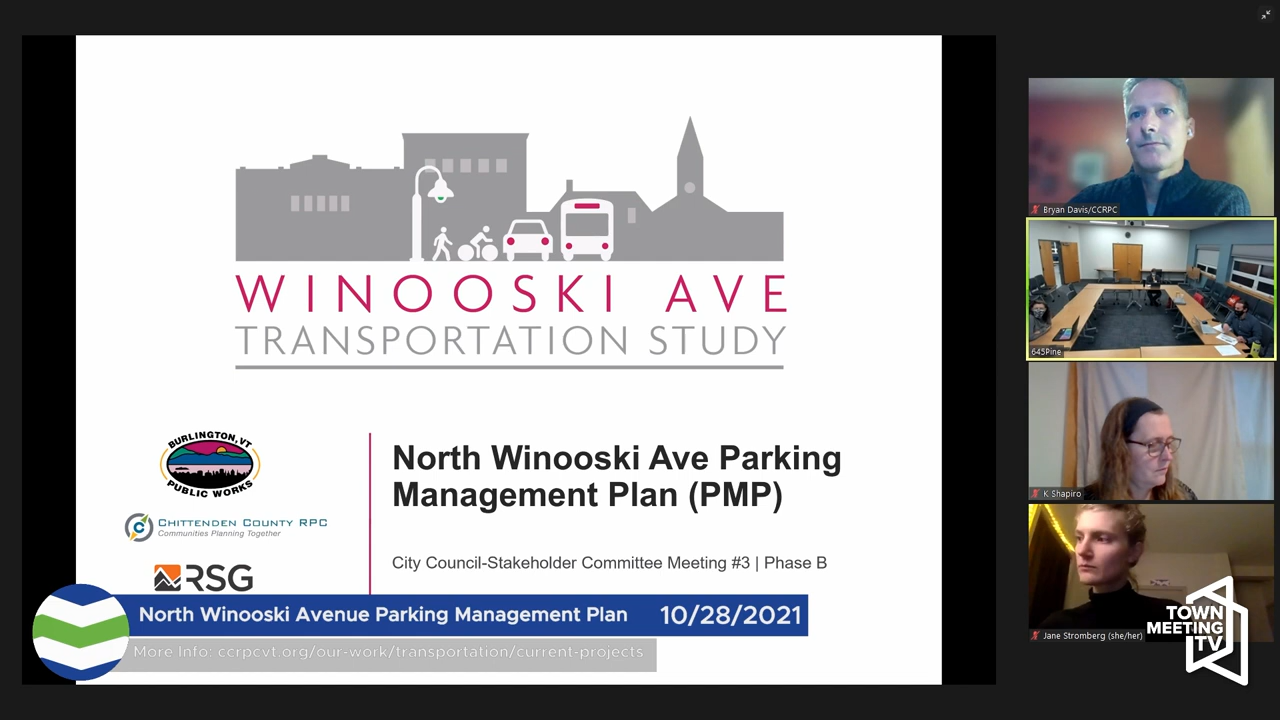 WINOOSKI AVE
TRANSPORTATION STUDY
BURLINGTON, VT
PUBLIC WORKS
CHITTENDEN COUNTY RPC
Communities Planning Together
RSG
North Winooski Ave Parking
Management Plan (PMP)
City Council-Stakeholder Committee Meeting #3 | Phase B
North Winooski Avenue Parking Management Plan 10/28/2021
More Info: ccrpcvt.org/our-work/transportation/current-projects
Bryan Davis/CCRPC
645Pine
K Shapiro
Jane Stromberg (she/her)
TOWN
MEETING
TV